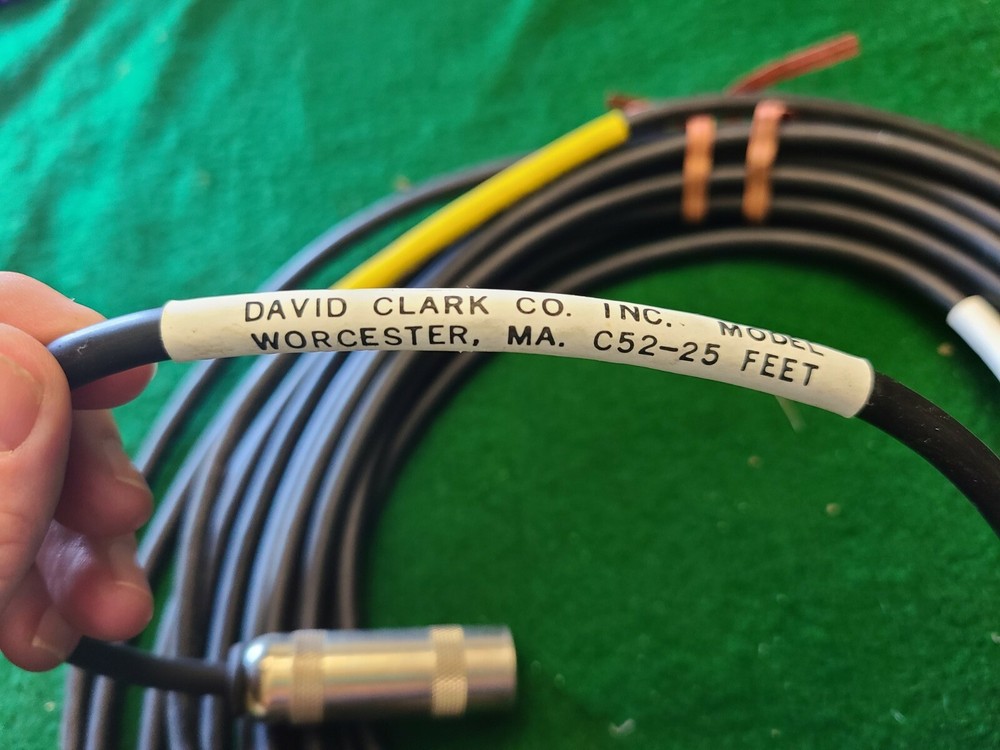 DAVID CLARK CO. INC. MODEL
WORCESTER, MA. C52-25 FEET